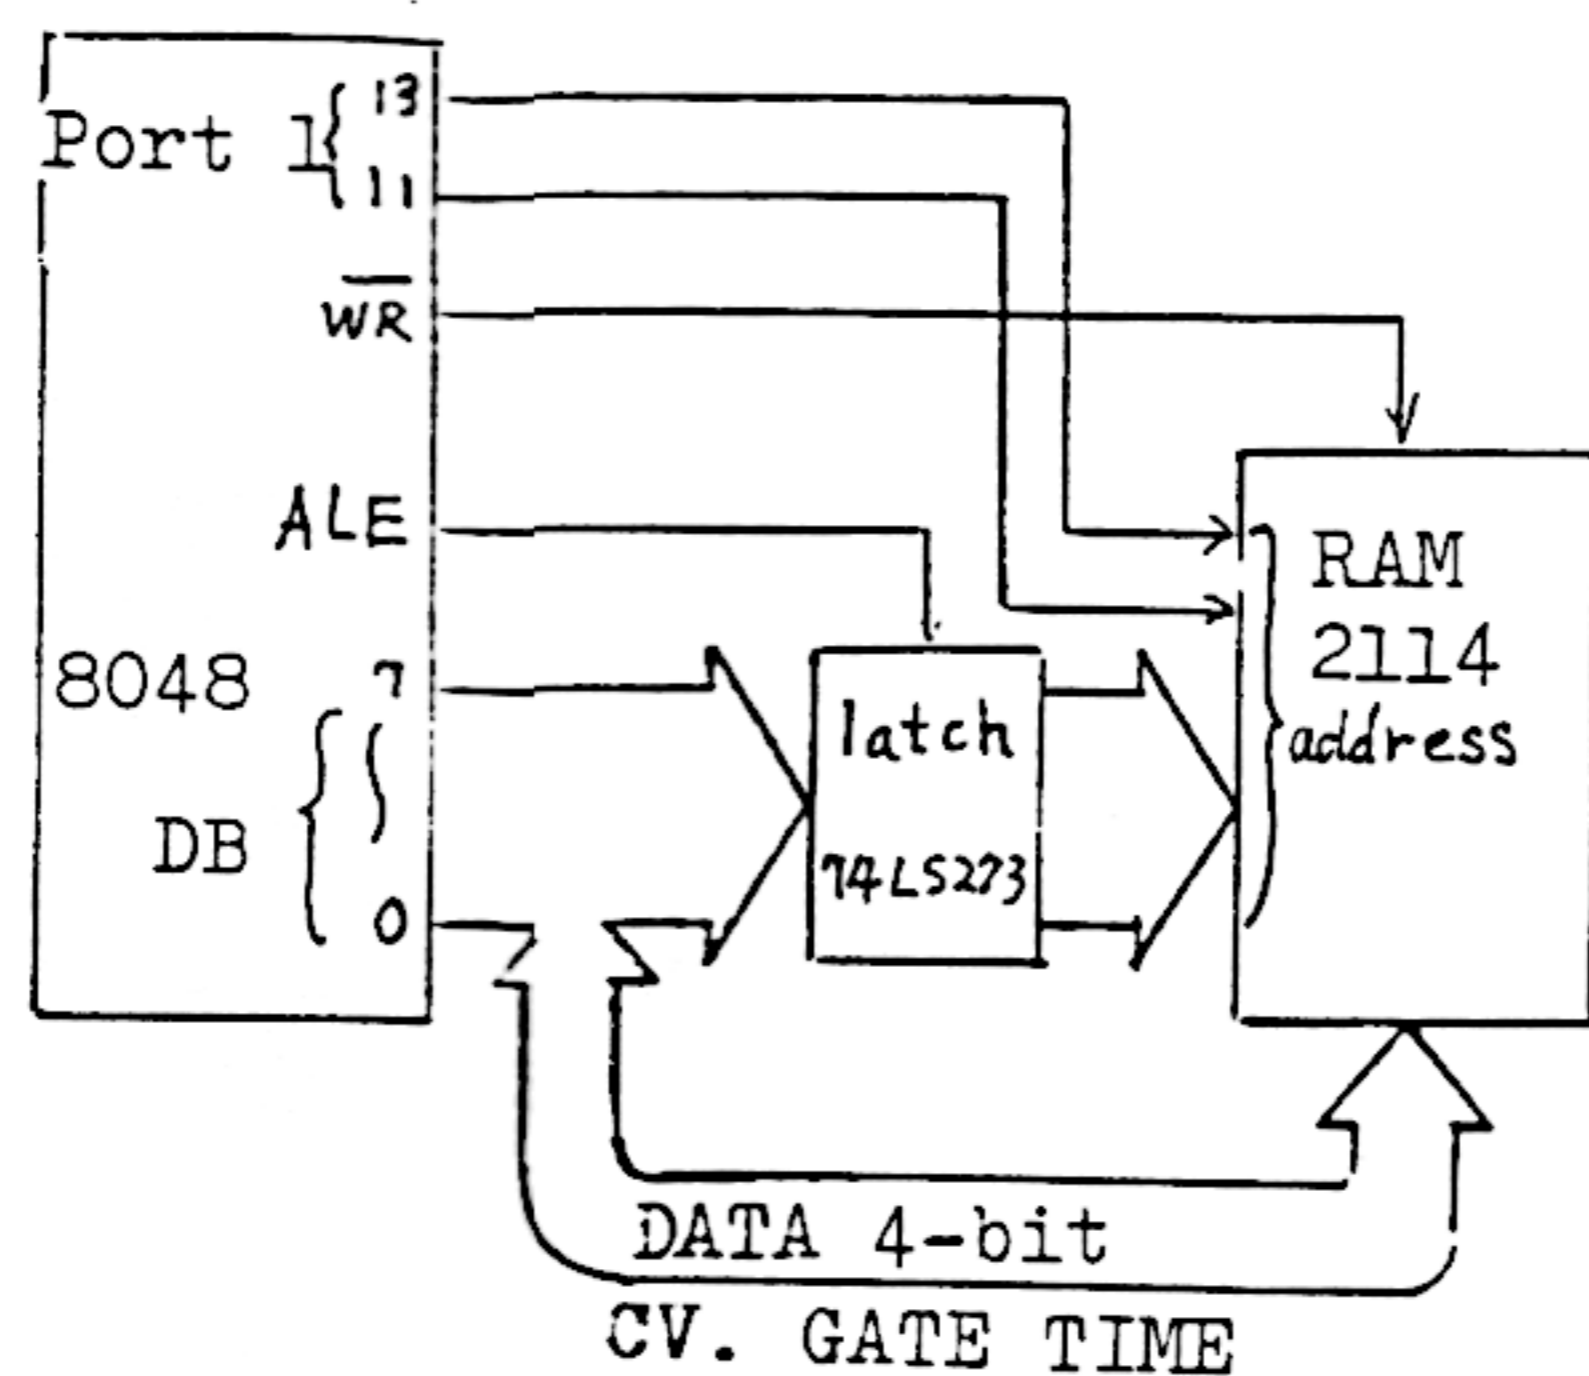 Port 1
13
11
W̅R̅
ALE
8048
7
DB
0
latch
74LS273
RAM
2114
address
DATA 4-bit
CV. GATE TIME